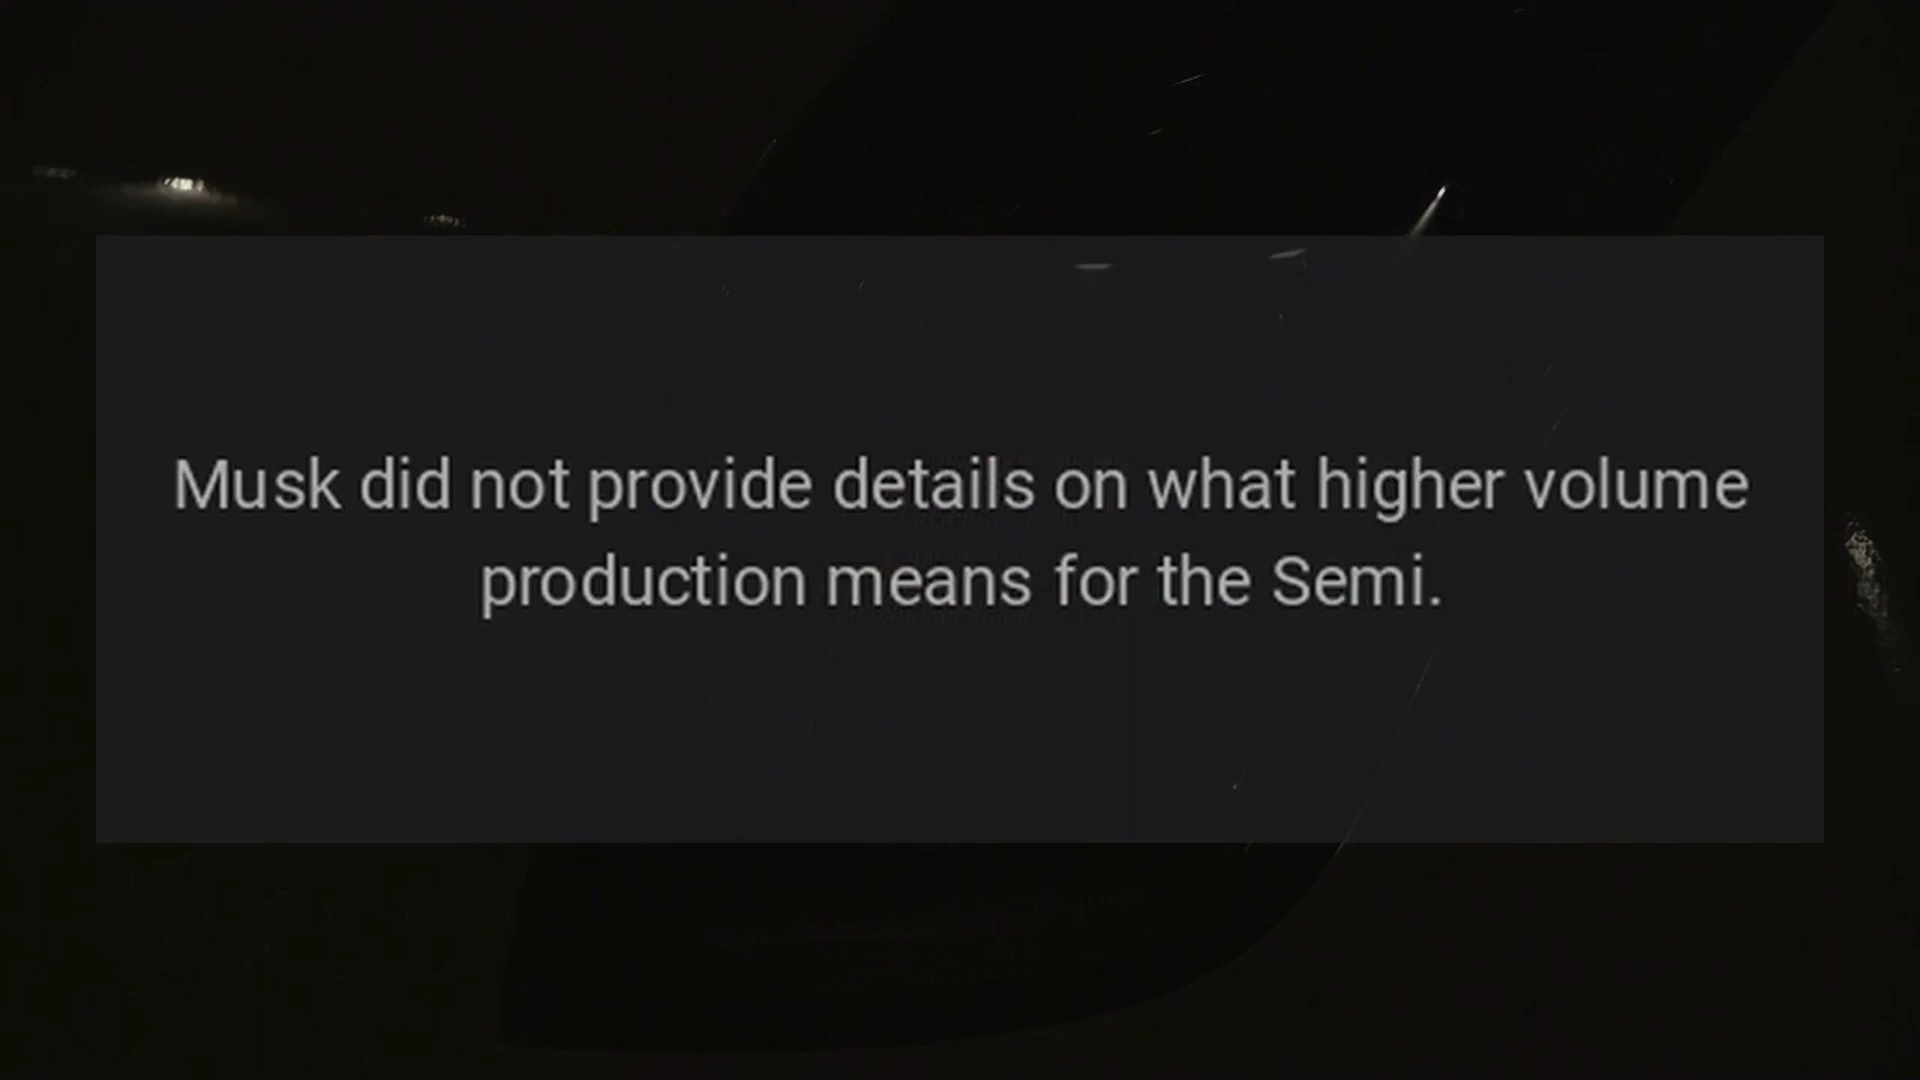 Musk did not provide details on what higher volume
production means for the Semi.